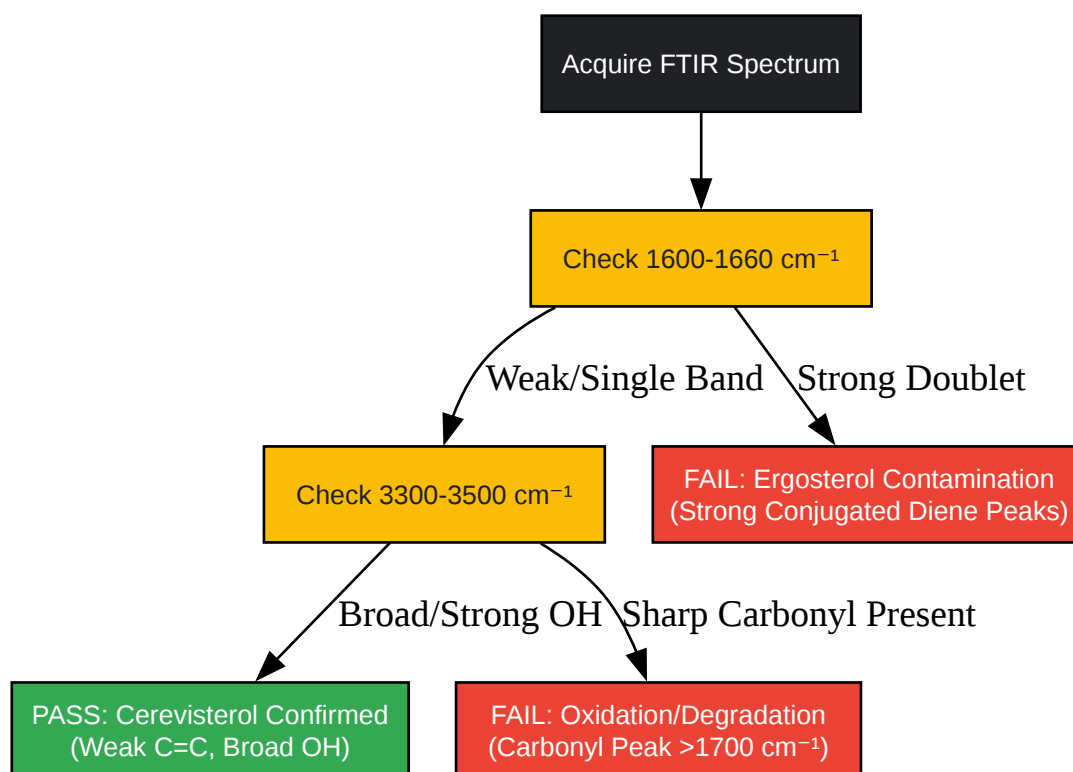 Acquire FTIR Spectrum
Check 1600-1660 cm⁻¹
Weak/Single Band
Strong Doublet
Check 3300-3500 cm⁻¹
FAIL: Ergosterol Contamination
(Strong Conjugated Diene Peaks)
Broad/Strong OH
Sharp Carbonyl Present
PASS: Cerevisterol Confirmed
(Weak C=C, Broad OH)
FAIL: Oxidation/Degradation
(Carbonyl Peak >1700 cm⁻¹)